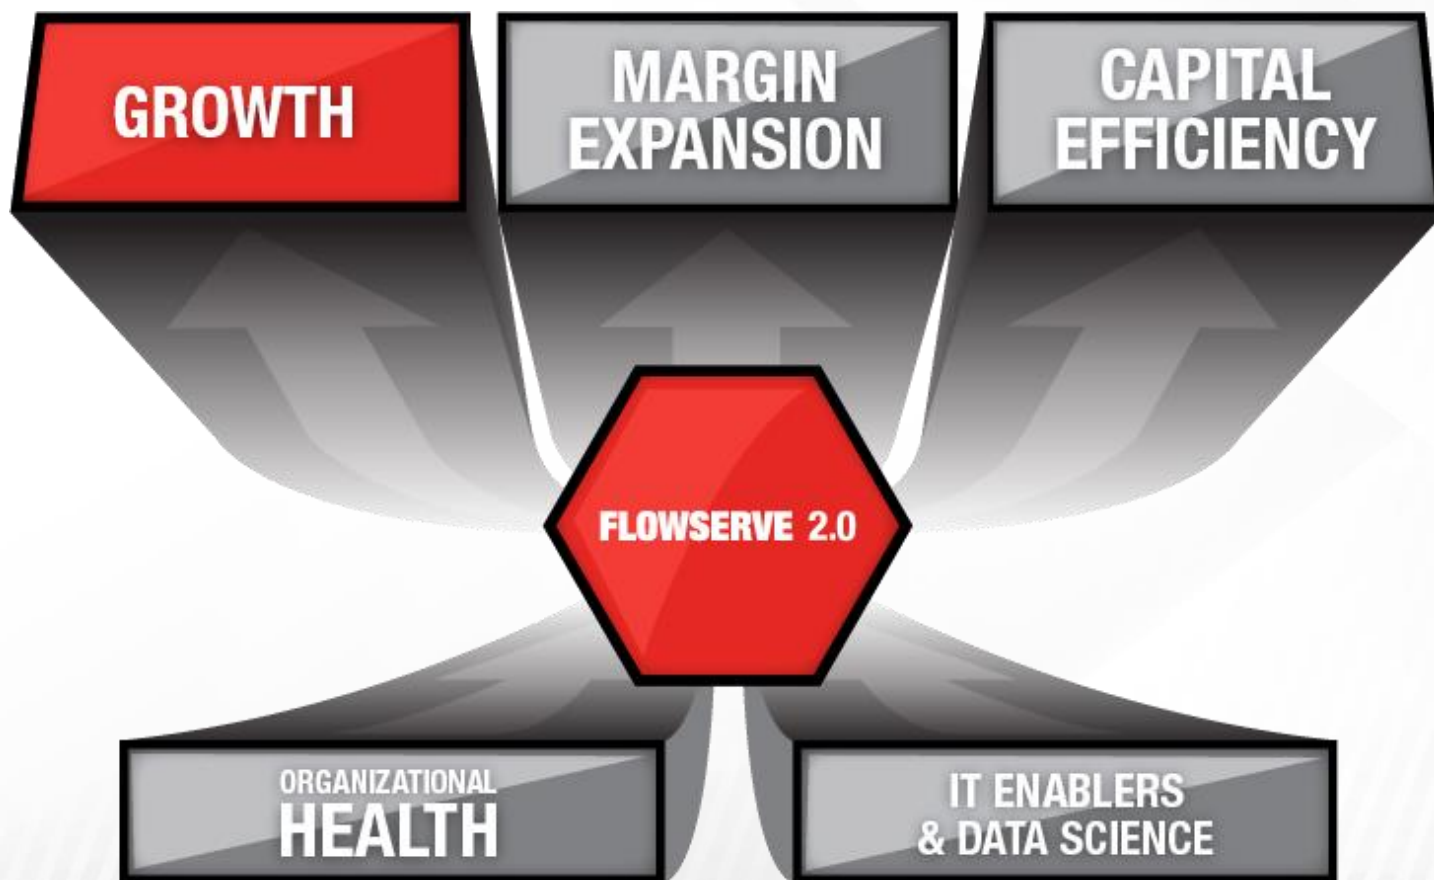 GROWTH
MARGIN
EXPANSION
CAPITAL
EFFICIENCY
FLOWSERVE 2.0
ORGANIZATIONAL
HEALTH
IT ENABLERS
& DATA SCIENCE